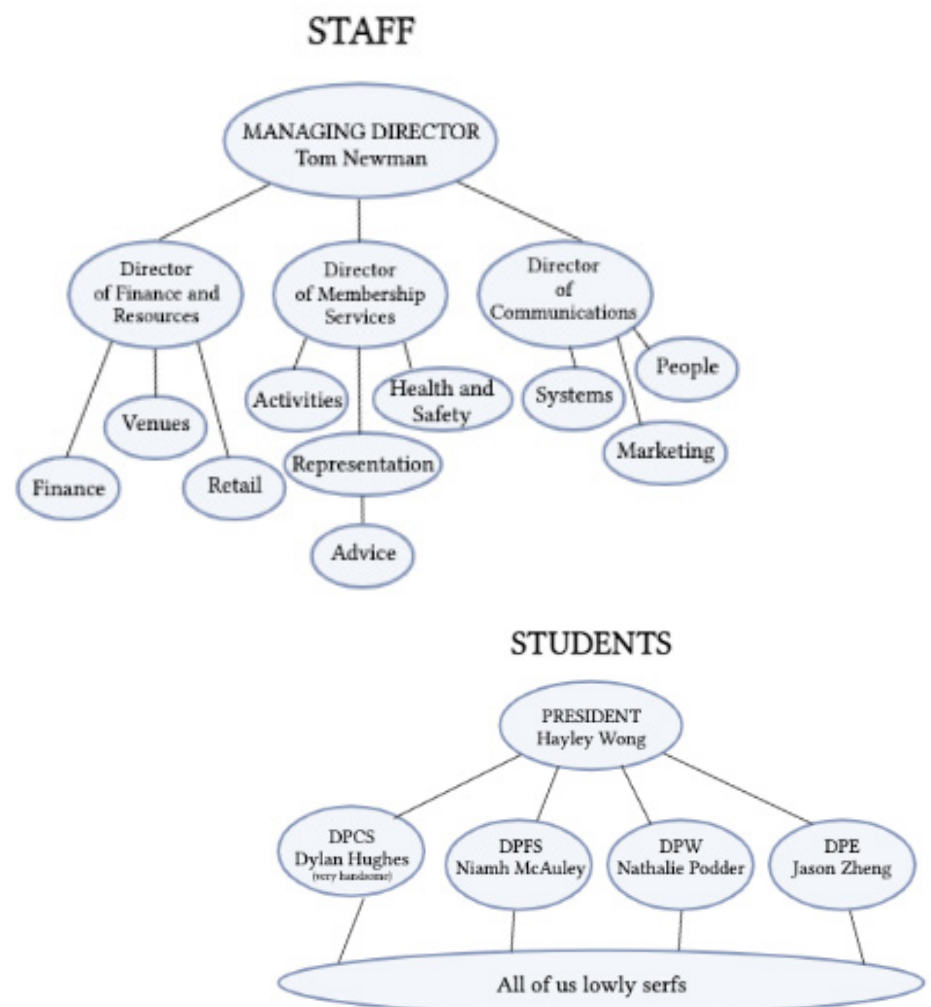 STAFF
MANAGING DIRECTOR
Tom Newman
Director
of Finance and
Resources
Director
of Membership
Services
Director
of
Communications
Finance
Venues
Retail
Activities
Representation
Advice
Health and
Safety
Systems
Marketing
People
STUDENTS
PRESIDENT
Hayley Wong
DPCS
Dylan Hughes
(very handsome)
DPFS
Niamh McAuley
DPW
Nathalie Podder
DPE
Jason Zheng
All of us lowly serfs